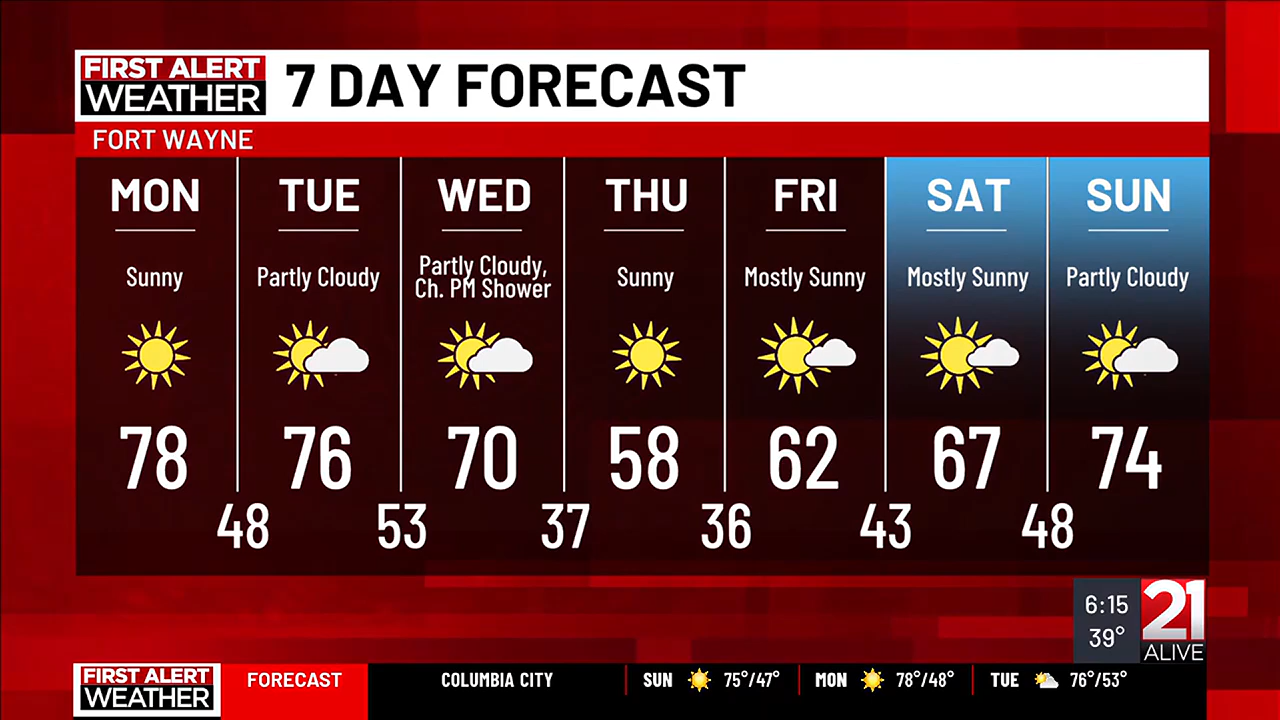 FIRST ALERT
WEATHER
7 DAY FORECAST
FORT WAYNE
MON
TUE
WED
THU
FRI
SAT
SUN
Sunny
Partly Cloudy
Partly Cloudy,
Ch. PM Shower
Sunny
Mostly Sunny
Mostly Sunny
Partly Cloudy
78
76
70
58
62
67
74
48
53
37
36
43
48
6:15
39°
21
ALIVE
FIRST ALERT
WEATHER
FORECAST
COLUMBIA CITY
SUN 75°/47°
MON 78°/48°
TUE 76°/53°